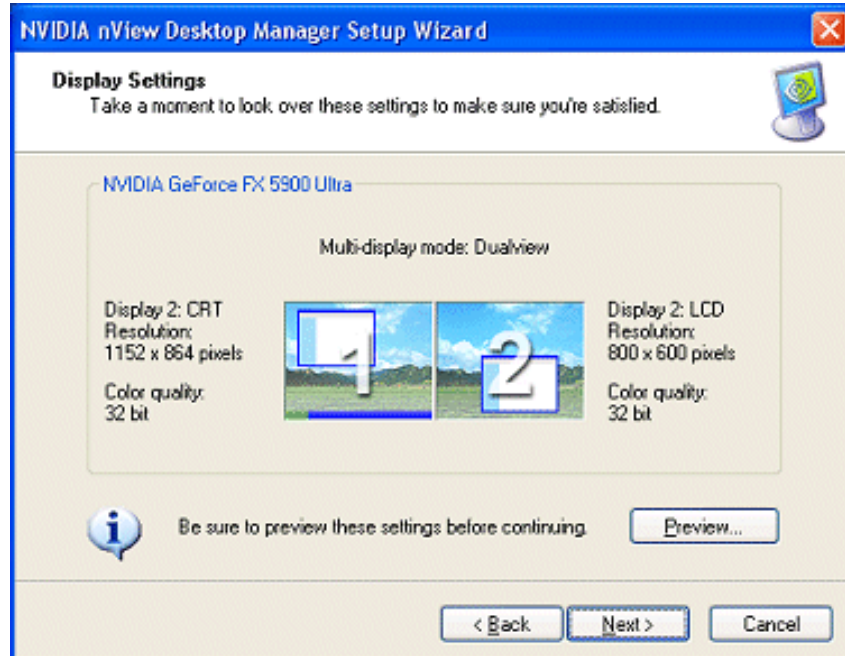 NVIDIA nView Desktop Manager Setup Wizard
Display Settings
Take a moment to look over these settings to make sure you're satisfied.
NVIDIA GeForce FX 5900 Ultra
Multi-display mode: Dualview
Display 2: CRT
Resolution:
1152 x 864 pixels
Color quality:
32 bit
1
2
Display 2: LCD
Resolution:
800 x 600 pixels
Color quality:
32 bit
Be sure to preview these settings before continuing.
Preview...
< Back
Next >
Cancel